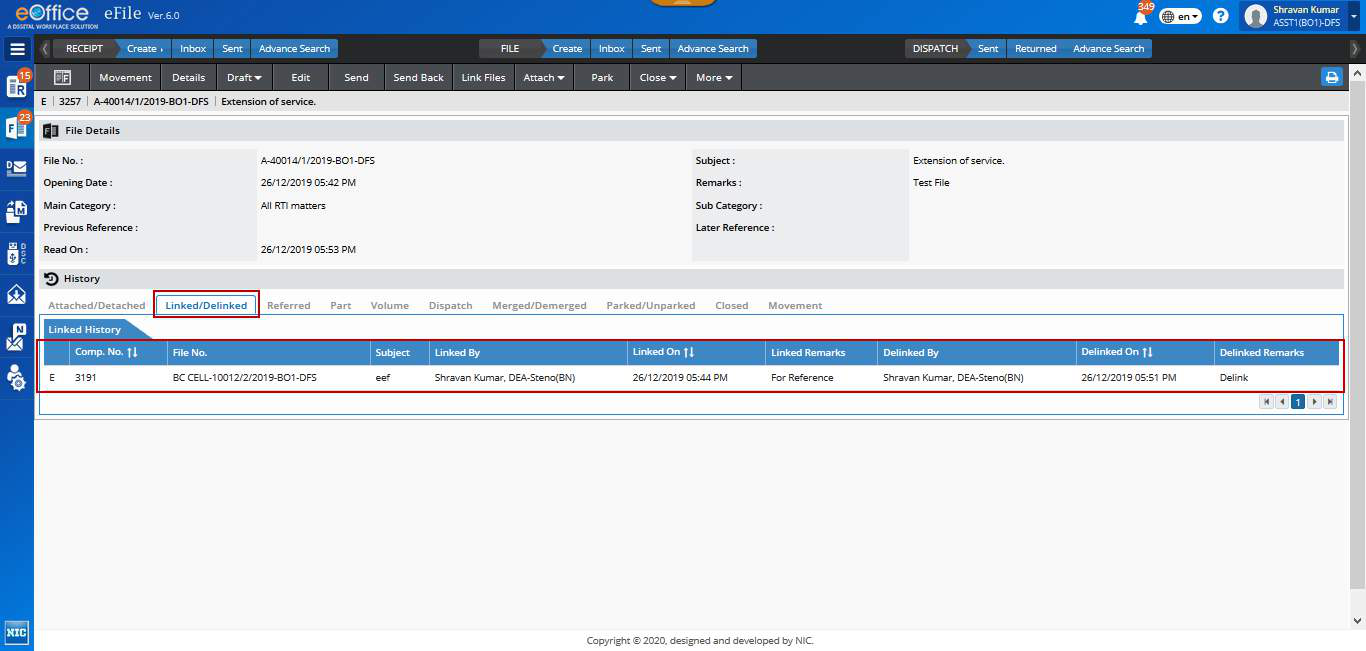 eOffice
A DIGITAL WORKPLACE SOLUTION
eFile Ver.6.0
349
en
?
Shravan Kumar
ASST1(BO1)-DFS
RECEIPT Create Inbox Sent Advance Search FILE Create Inbox Sent Advance Search DISPATCH Sent Returned Advance Search
15
R
F Movement Details Draft Edit Send Send Back Link Files Attach Park Close More
E 3257 A-40014/1/2019-BO1-DFS Extension of service.
23
F
File Details
File No. : A-40014/1/2019-BO1-DFS Subject : Extension of service.
D
Opening Date : 26/12/2019 05:42 PM Remarks : Test File
Main Category : All RTI matters Sub Category :
M
Previous Reference : Later Reference :
Read On : 26/12/2019 05:53 PM
DSC
History
Attached/Detached Linked/Delinked Referred Part Volume Dispatch Merged/Demerged Parked/Unparked Closed Movement
Linked History
N
Comp. No. File No. Subject Linked By Linked On Linked Remarks Delinked By Delinked On Delinked Remarks
E 3191 BC CELL-10012/2/2019-BO1-DFS eef Shravan Kumar, DEA-Steno(BN) 26/12/2019 05:44 PM For Reference Shravan Kumar, DEA-Steno(BN) 26/12/2019 05:51 PM Delink
1
NIC
Copyright © 2020, designed and developed by NIC.